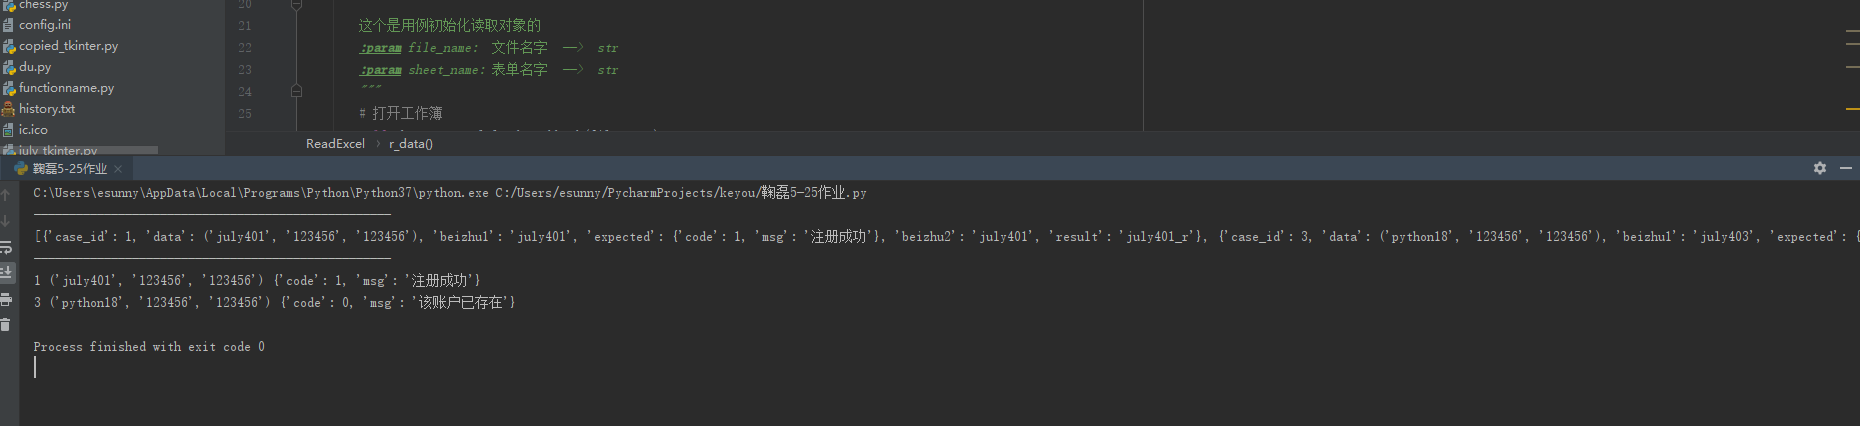 chess.py
config.ini
copied_tkinter.py
du.py
functionname.py
history.txt
ic.ico
july_tkinter.py
20
21 这个是用例初始化读取对象的
22 :param file_name: 文件名字 —> str
23 :param sheet_name: 表单名字 —> str
24 """
25 # 打开工作簿
ReadExcel > r_data()
鞠磊5-25作业 ×
C:\Users\esunny\AppData\Local\Programs\Python\Python37\python.exe C:/Users/esunny/PycharmProjects/keyou/鞠磊5-25作业.py
[{'case_id': 1, 'data': ('july401', '123456', '123456'), 'beizhu1': 'july401', 'expected': {'code': 1, 'msg': '注册成功'}, 'beizhu2': 'july401', 'result': 'july401_r'}, {'case_id': 3, 'data': ('python18', '123456', '123456'), 'beizhu1': 'july403', 'expected': {
1 ('july401', '123456', '123456') {'code': 1, 'msg': '注册成功'}
3 ('python18', '123456', '123456') {'code': 0, 'msg': '该账户已存在'}
Process finished with exit code 0